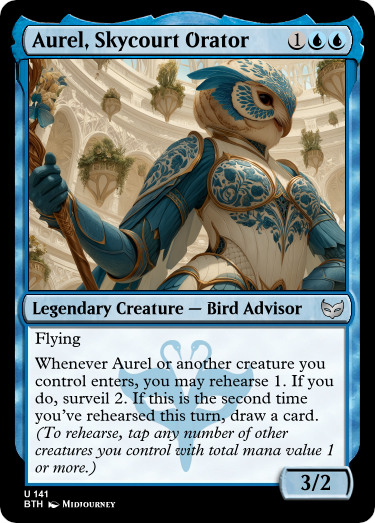 Aurel, Skycourt Orator 1
Legendary Creature — Bird Advisor
Flying
Whenever Aurel or another creature you
control enters, you may rehearse 1. If you
do, surveil 2. If this is the second time
you've rehearsed this turn, draw a card.
(To rehearse, tap any number of other
creatures you control with total mana value 1
or more.)
3/2
U 141
BTH Midjourney